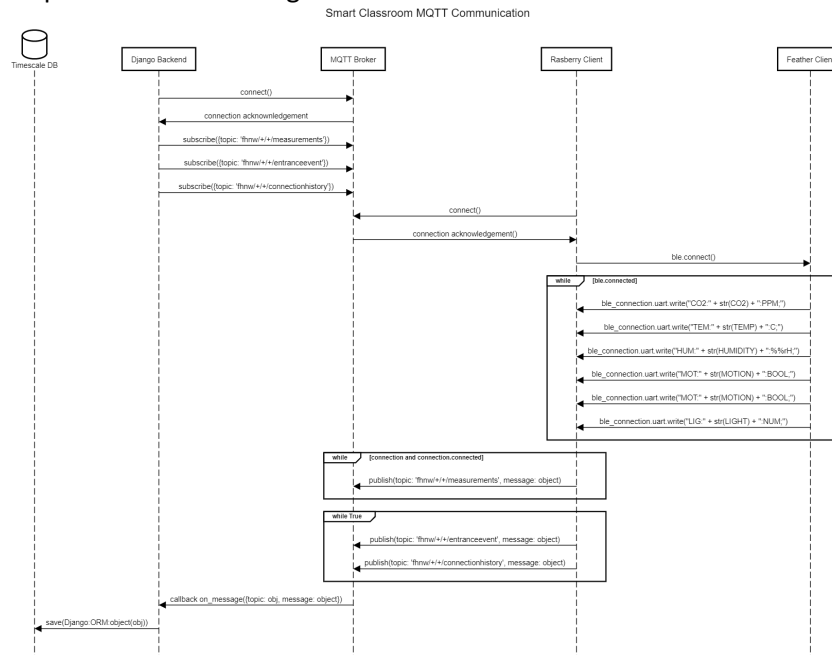 Smart Classroom MQTT Communication
Timescale DB
Django Backend
MQTT Broker
Rasberry Client
Feather Clien
connect()
connection acknownledgement
subscribe({topic: 'fhnw/+/+/measurements'})
subscribe({topic: 'fhnw/+/+/entranceevent'})
subscribe({topic: 'fhnw/+/+/connectionhistory'})
connect()
connection acknowledgement()
ble.connect()
while [ble.connected]
ble_connection.uart.write("CO2:" + str(CO2) + ":PPM;")
ble_connection.uart.write("TEM:" + str(TEMP) + ":C;")
ble_connection.uart.write("HUM:" + str(HUMIDITY) + ":%%rH;")
ble_connection.uart.write("MOT:" + str(MOTION) + ":BOOL;")
ble_connection.uart.write("MOT:" + str(MOTION) + ":BOOL;")
ble_connection.uart.write("LIG:" + str(LIGHT) + ":NUM;")
while [connection and connection.connected]
publish(topic: 'fhnw/+/+/measurements', message: object)
while True
publish(topic: 'fhnw/+/+/entranceevent', message: object)
publish(topic: 'fhnw/+/+/connectionhistory', message: object)
callback on_message({topic: obj, message: object})
save(Django:ORM:object(obj))